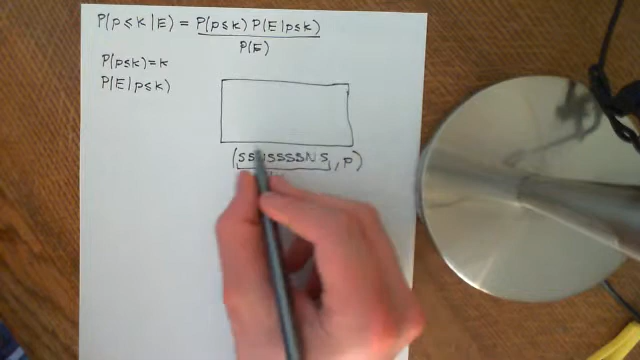 P(p≤k|E) = P(p≤k) P(E|p≤k)
P(E)
P(p≤k)=k
P(E|p≤k)
(SSNSSSSNS, p)